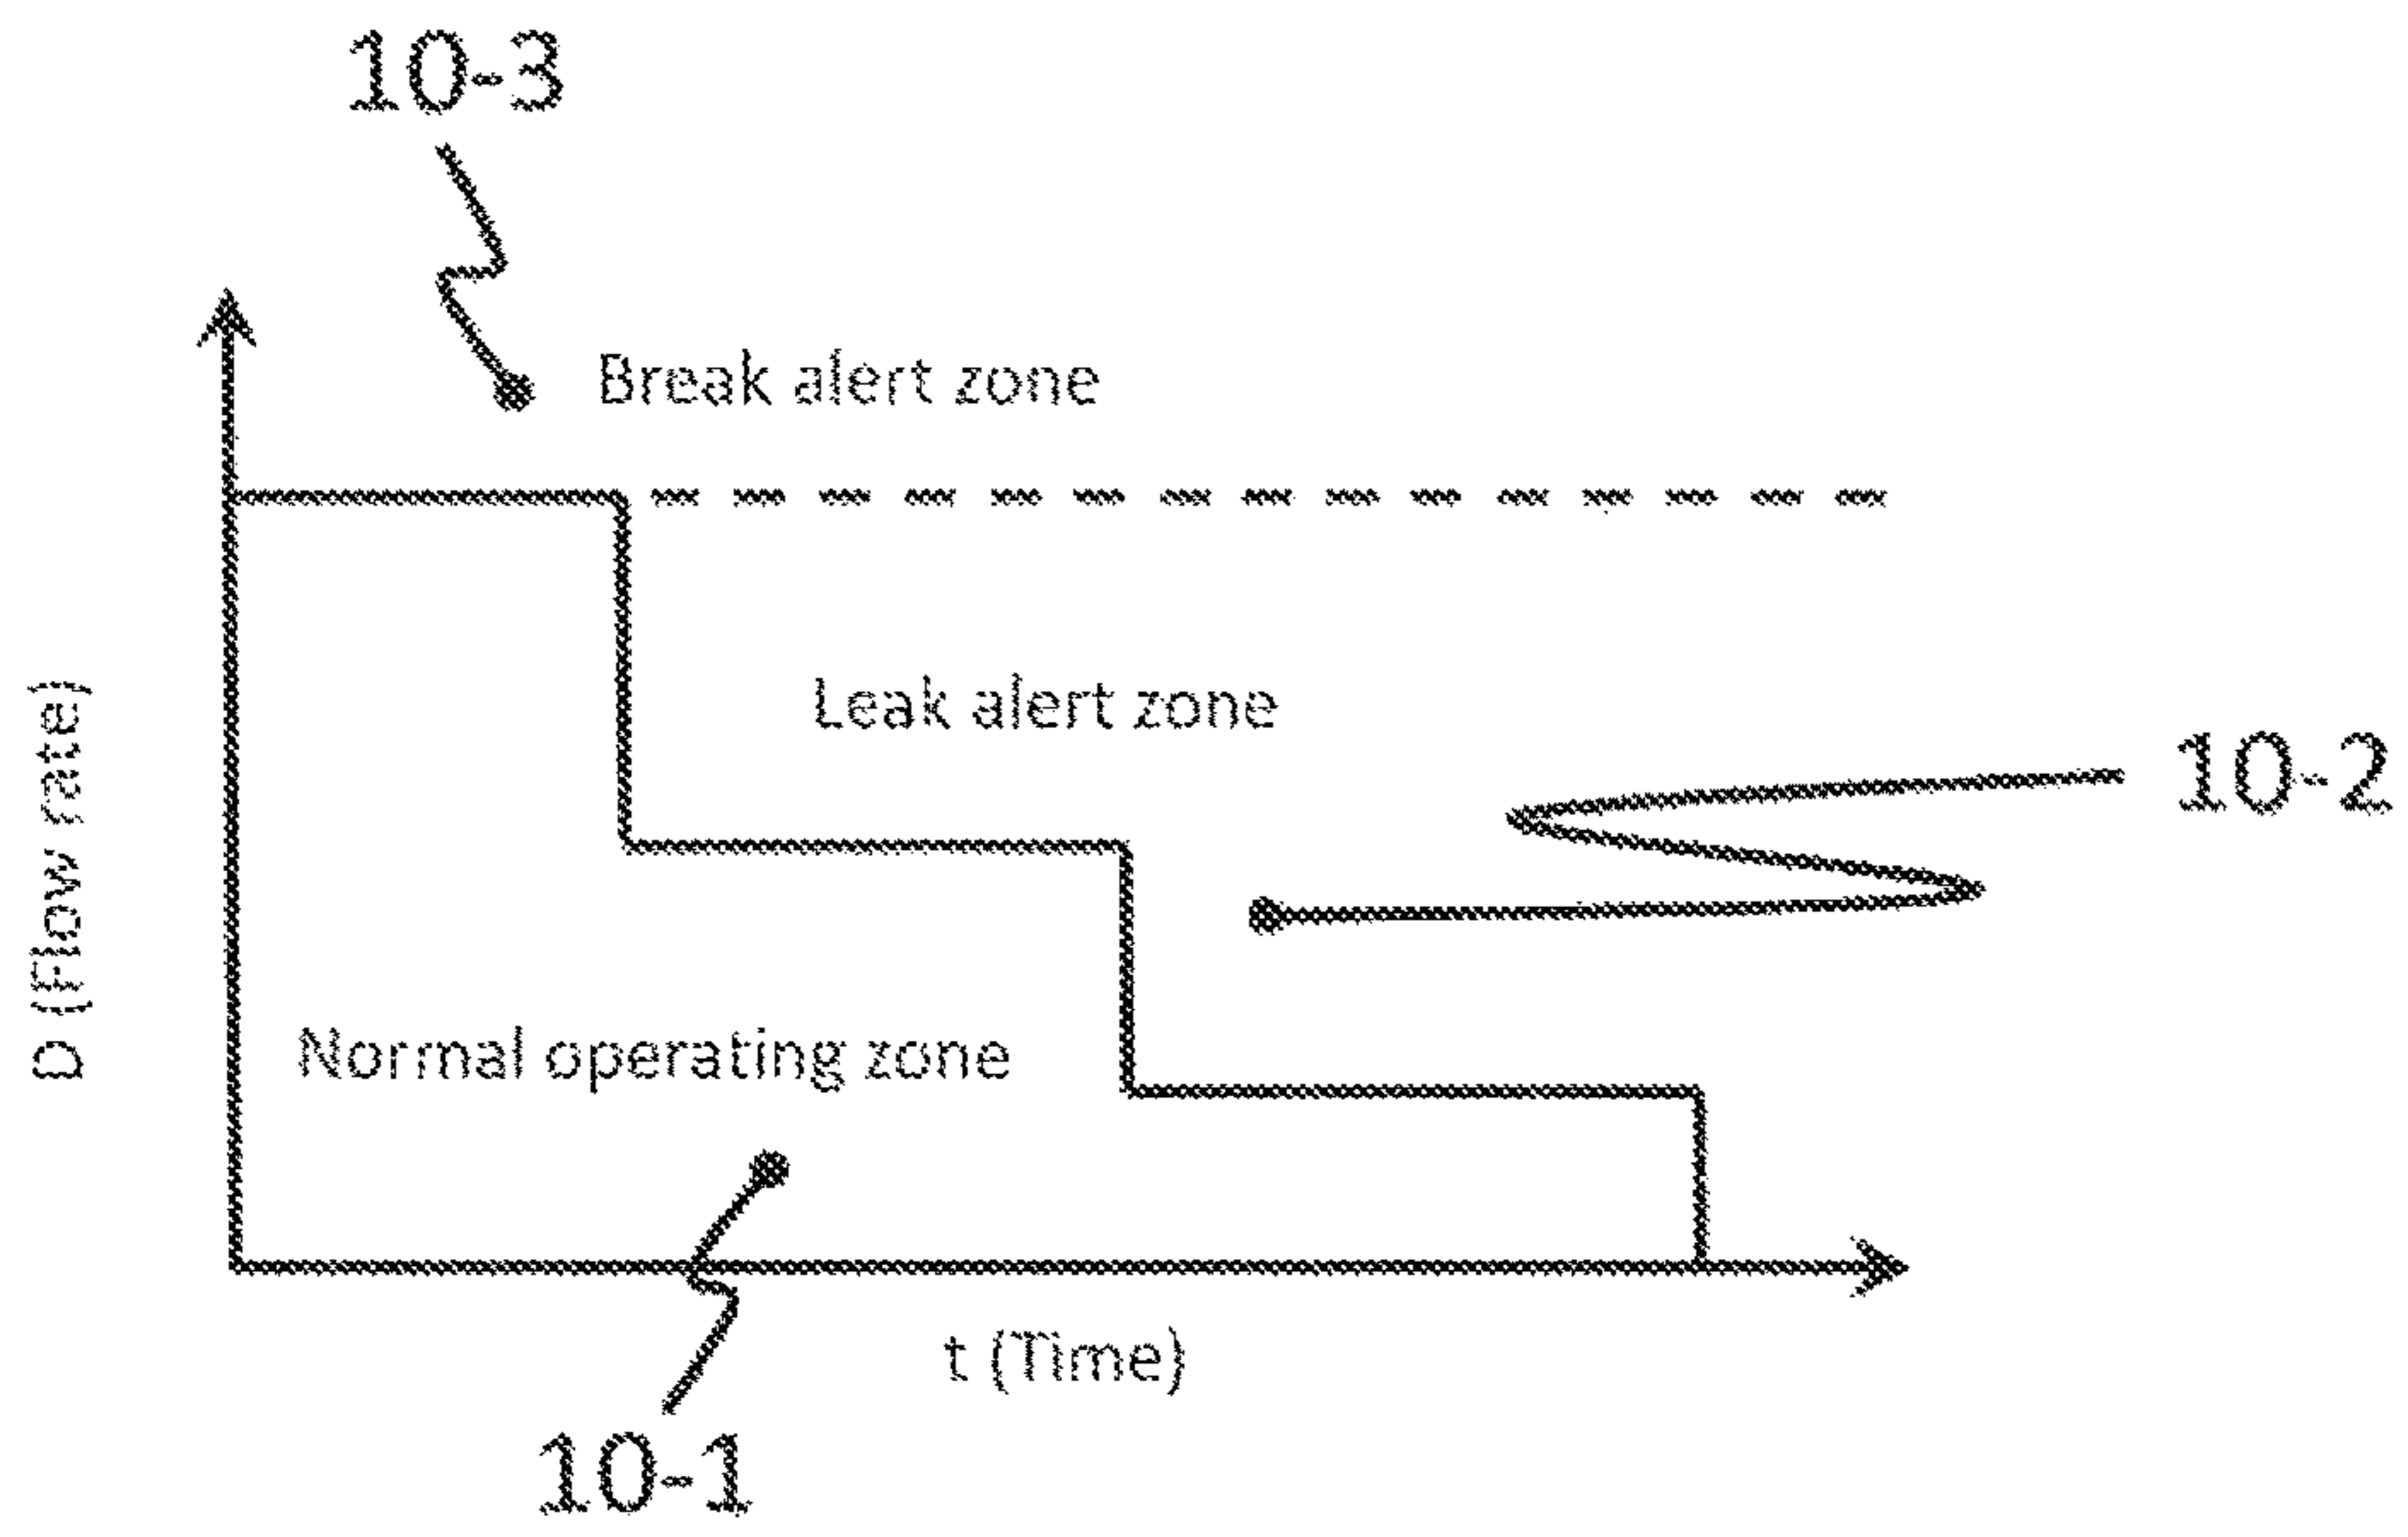 10-3
Break alert zone
Leak alert zone
10-2
D (Flow rate)
Normal operating zone
t (Time)
10-1